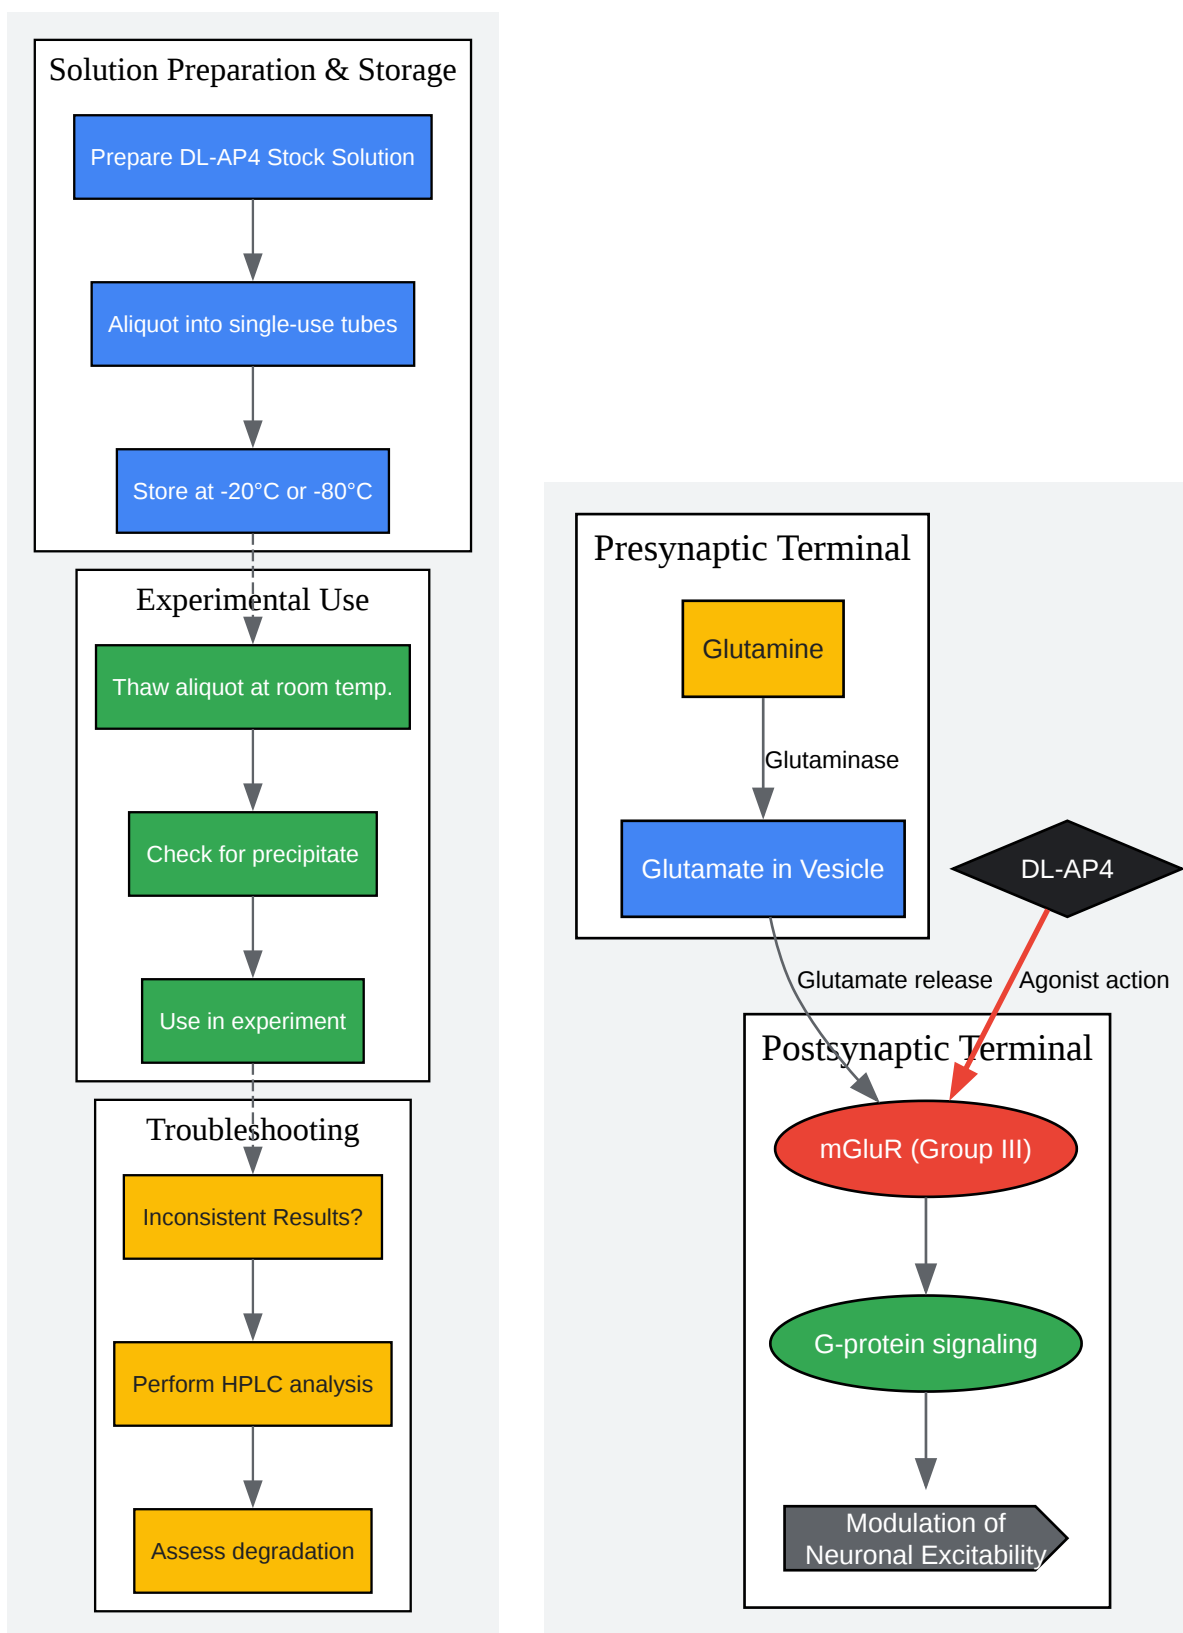 Solution Preparation & Storage
Prepare DL-AP4 Stock Solution
Aliquot into single-use tubes
Store at -20°C or -80°C
Experimental Use
Thaw aliquot at room temp.
Check for precipitate
Use in experiment
Troubleshooting
Inconsistent Results?
Perform HPLC analysis
Assess degradation
Presynaptic Terminal
Glutamine
Glutaminase
Glutamate in Vesicle
DL-AP4
Glutamate release
Agonist action
Postsynaptic Terminal
mGluR (Group III)
G-protein signaling
Modulation of
Neuronal Excitability